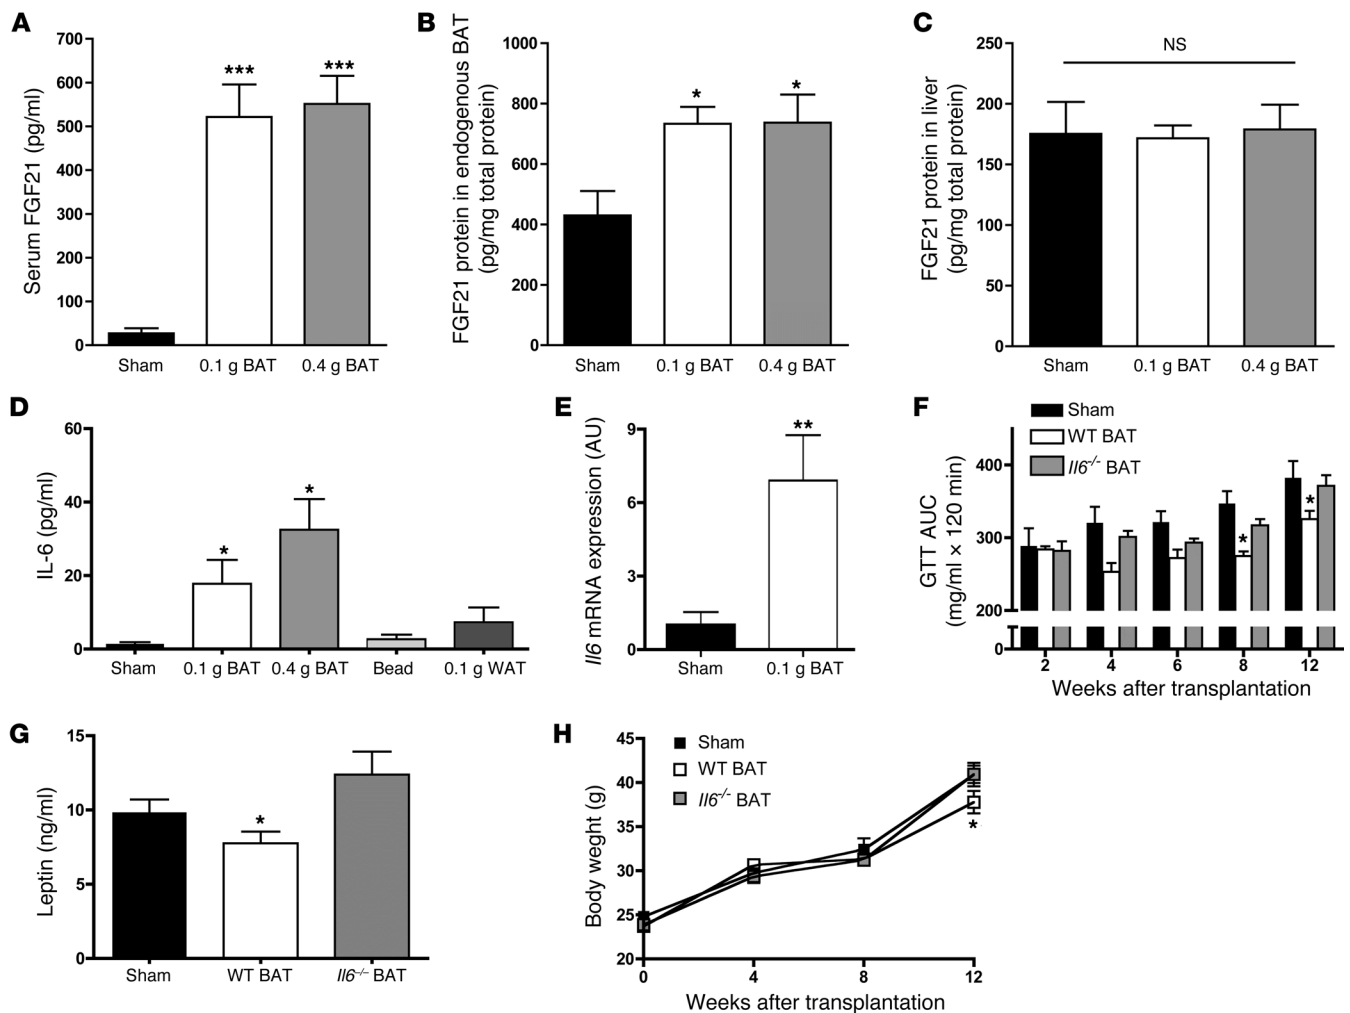 A
Serum FGF21 (pg/ml)
700
600
500
400
300
200
100
0
***
***
Sham
0.1 g BAT
0.4 g BAT
B
FGF21 protein in endogenous BAT
(pg/mg total protein)
1000
800
600
400
200
0
*
*
Sham
0.1 g BAT
0.4 g BAT
C
FGF21 protein in liver
(pg/mg total protein)
250
200
150
100
50
0
NS
Sham
0.1 g BAT
0.4 g BAT
D
IL-6 (pg/ml)
60
40
20
0
*
*
Sham
0.1 g BAT
0.4 g BAT
Bead
0.1 g WAT
E
Il6 mRNA expression (AU)
9
6
3
0
**
Sham
0.1 g BAT
F
Sham
WT BAT
Il6-/- BAT
GTT AUC
(mg/ml × 120 min)
400
300
200
0
*
*
2
4
6
8
12
Weeks after transplantation
G
Leptin (ng/ml)
15
10
5
0
*
Sham
WT BAT
Il6-/- BAT
H
Sham
WT BAT
Il6-/- BAT
Body weght (g)
45
40
35
30
25
20
*
0
4
8
12
Weeks after transplantation